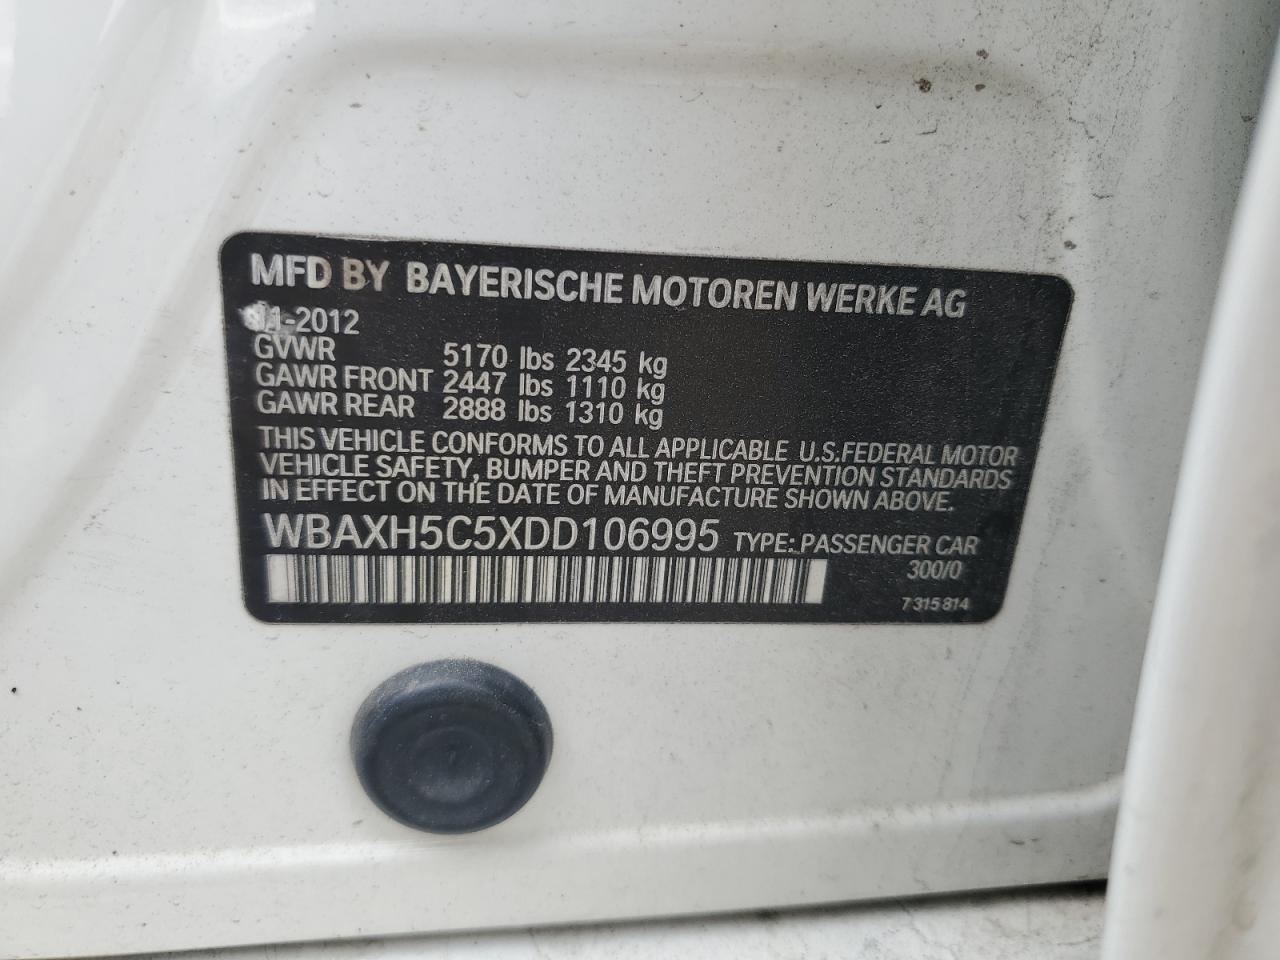 MFD BY BAYERISCHE MOTOREN WERKE AG
11-2012
GVWR 5170 lbs 2345 kg
GAWR FRONT 2447 lbs 1110 kg
GAWR REAR 2888 lbs 1310 kg
THIS VEHICLE CONFORMS TO ALL APPLICABLE U.S.FEDERAL MOTOR
VEHICLE SAFETY, BUMPER AND THEFT PREVENTION STANDARDS
IN EFFECT ON THE DATE OF MANUFACTURE SHOWN ABOVE.
WBAXH5C5XDD106995 TYPE: PASSENGER CAR
300/0
7 315 814